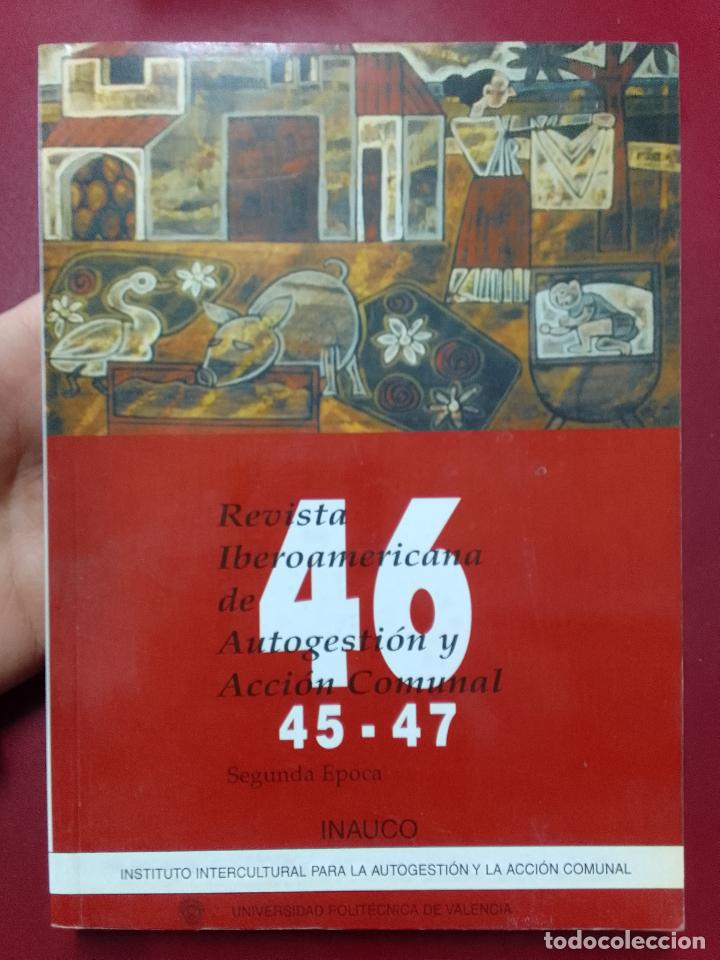 Revista
Iberoamericana
de
Autogestión y
Acción Comunal
46
45 - 47
Segunda Epoca
INAUCO
INSTITUTO INTERCULTURAL PARA LA AUTOGESTIÓN Y LA ACCIÓN COMUNAL
UNIVERSIDAD POLITECNICA DE VALENCIA
todocoleccion